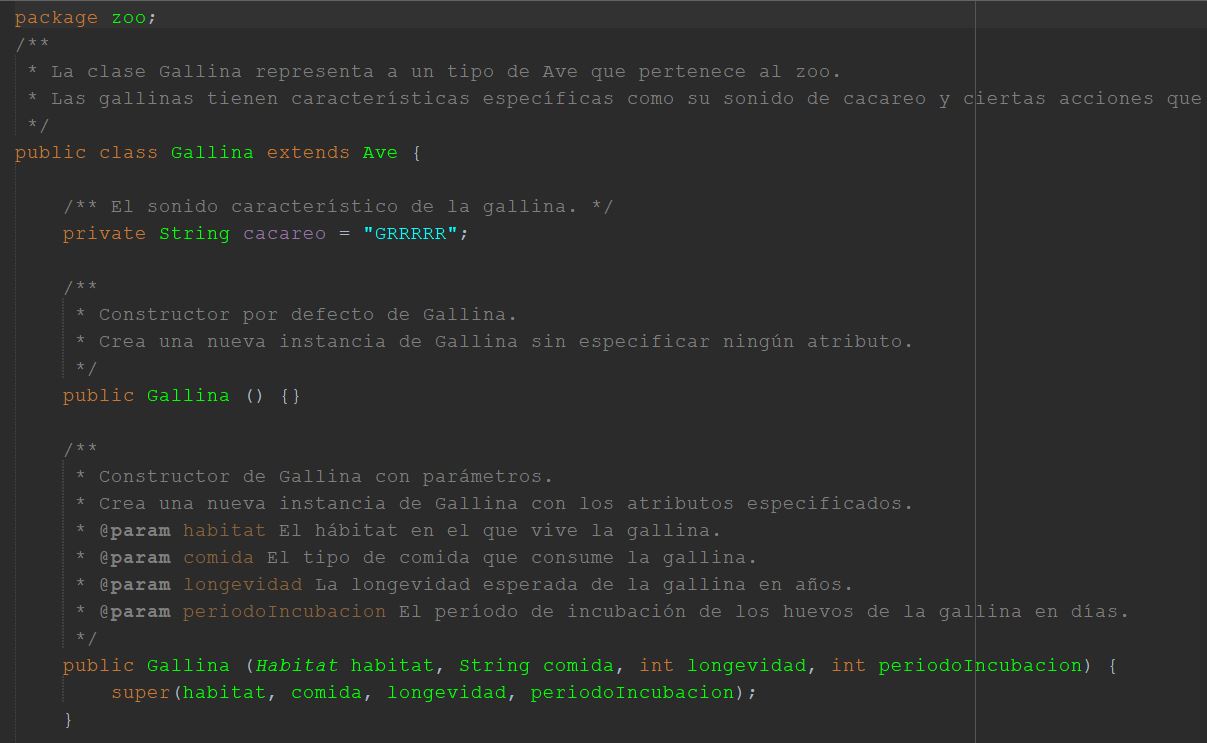 package zoo;
/**
 * La clase Gallina representa a un tipo de Ave que pertenece al zoo.
 * Las gallinas tienen características específicas como su sonido de cacareo y ciertas acciones que
 */
public class Gallina extends Ave {
    /** El sonido característico de la gallina. */
    private String cacareo = "GRRRRR";
    /**
     * Constructor por defecto de Gallina.
     * Crea una nueva instancia de Gallina sin especificar ningún atributo.
     */
    public Gallina () {}
    /**
     * Constructor de Gallina con parámetros.
     * Crea una nueva instancia de Gallina con los atributos especificados.
     * @param habitat El hábitat en el que vive la gallina.
     * @param comida El tipo de comida que consume la gallina.
     * @param longevidad La longevidad esperada de la gallina en años.
     * @param periodoIncubacion El período de incubación de los huevos de la gallina en días.
     */
    public Gallina (Habitat habitat, String comida, int longevidad, int periodoIncubacion) {
        super(habitat, comida, longevidad, periodoIncubacion);
    }